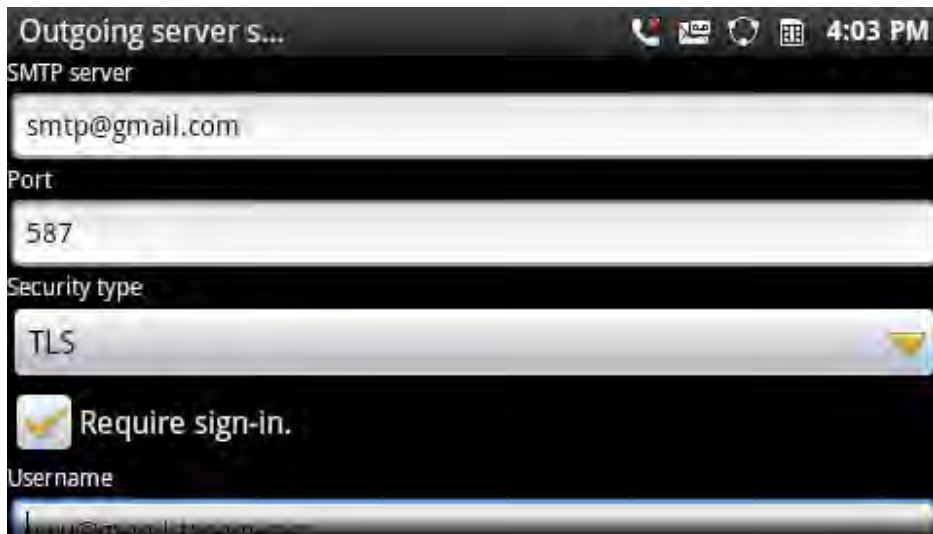 Outgoing server s...
4:03 PM
SMTP server
smtp@gmail.com
Port
587
Security type
TLS
Require sign-in.
Username